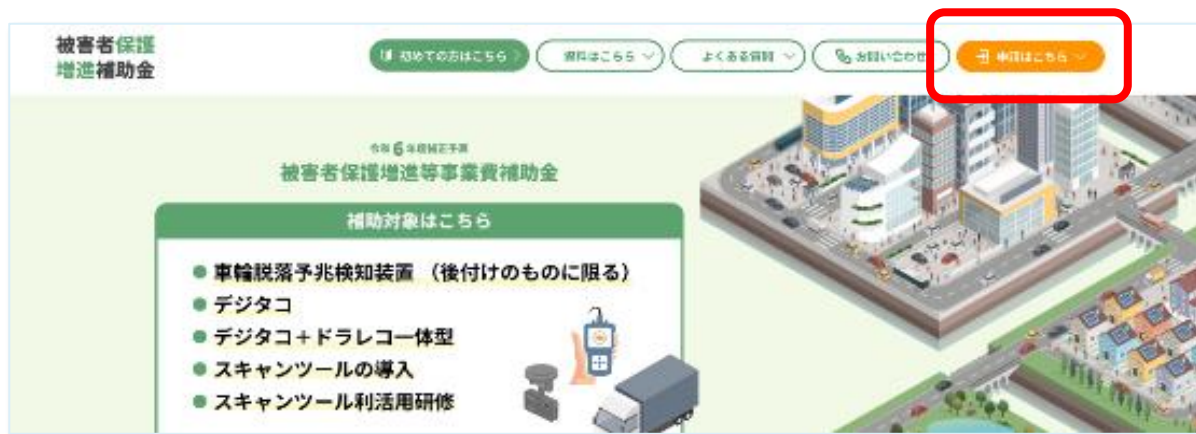 被害者保護
増進補助金
初めての方はこちら
資料はこちら
よくある質問
お問い合わせ
申請はこちら
令和6年度補正予算
被害者保護増進等事業費補助金
補助対象はこちら
車輪脱落予兆検知装置 （後付けのものに限る）
デジタコ
デジタコ＋ドラレコ一体型
スキャンツールの導入
スキャンツール利活用研修